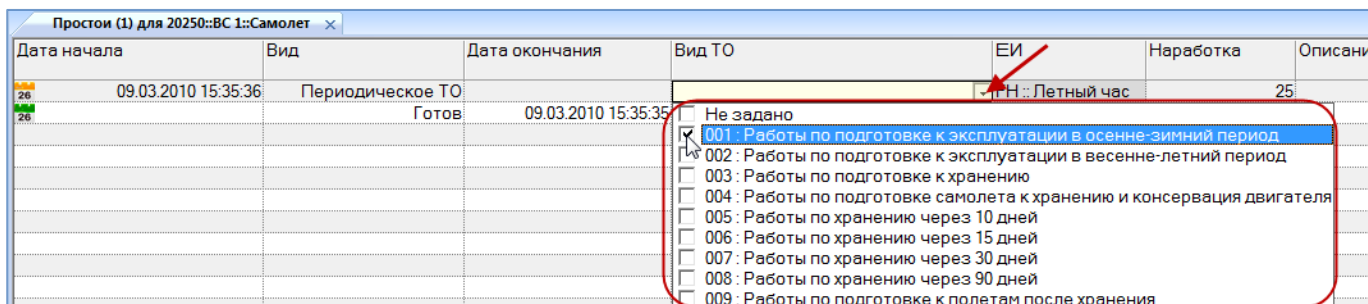 Простои (1) для 20250::ВС 1::Самолет ×
Дата начала Вид Дата окончания Вид ТО ЕИ Наработка Описани
26 09.03.2010 15:35:36 Периодическое ТО ГН :: Летный час 25
26 Готов 09.03.2010 15:35:35
Не задано
001 : Работы по подготовке к эксплуатации в осенне-зимний период
002 : Работы по подготовке к эксплуатации в весенне-летний период
003 : Работы по подготовке к хранению
004 : Работы по подготовке самолета к хранению и консервация двигателя
005 : Работы по хранению через 10 дней
006 : Работы по хранению через 15 дней
007 : Работы по хранению через 30 дней
008 : Работы по хранению через 90 дней
009 : Работы по подготовке к полетам после хранения